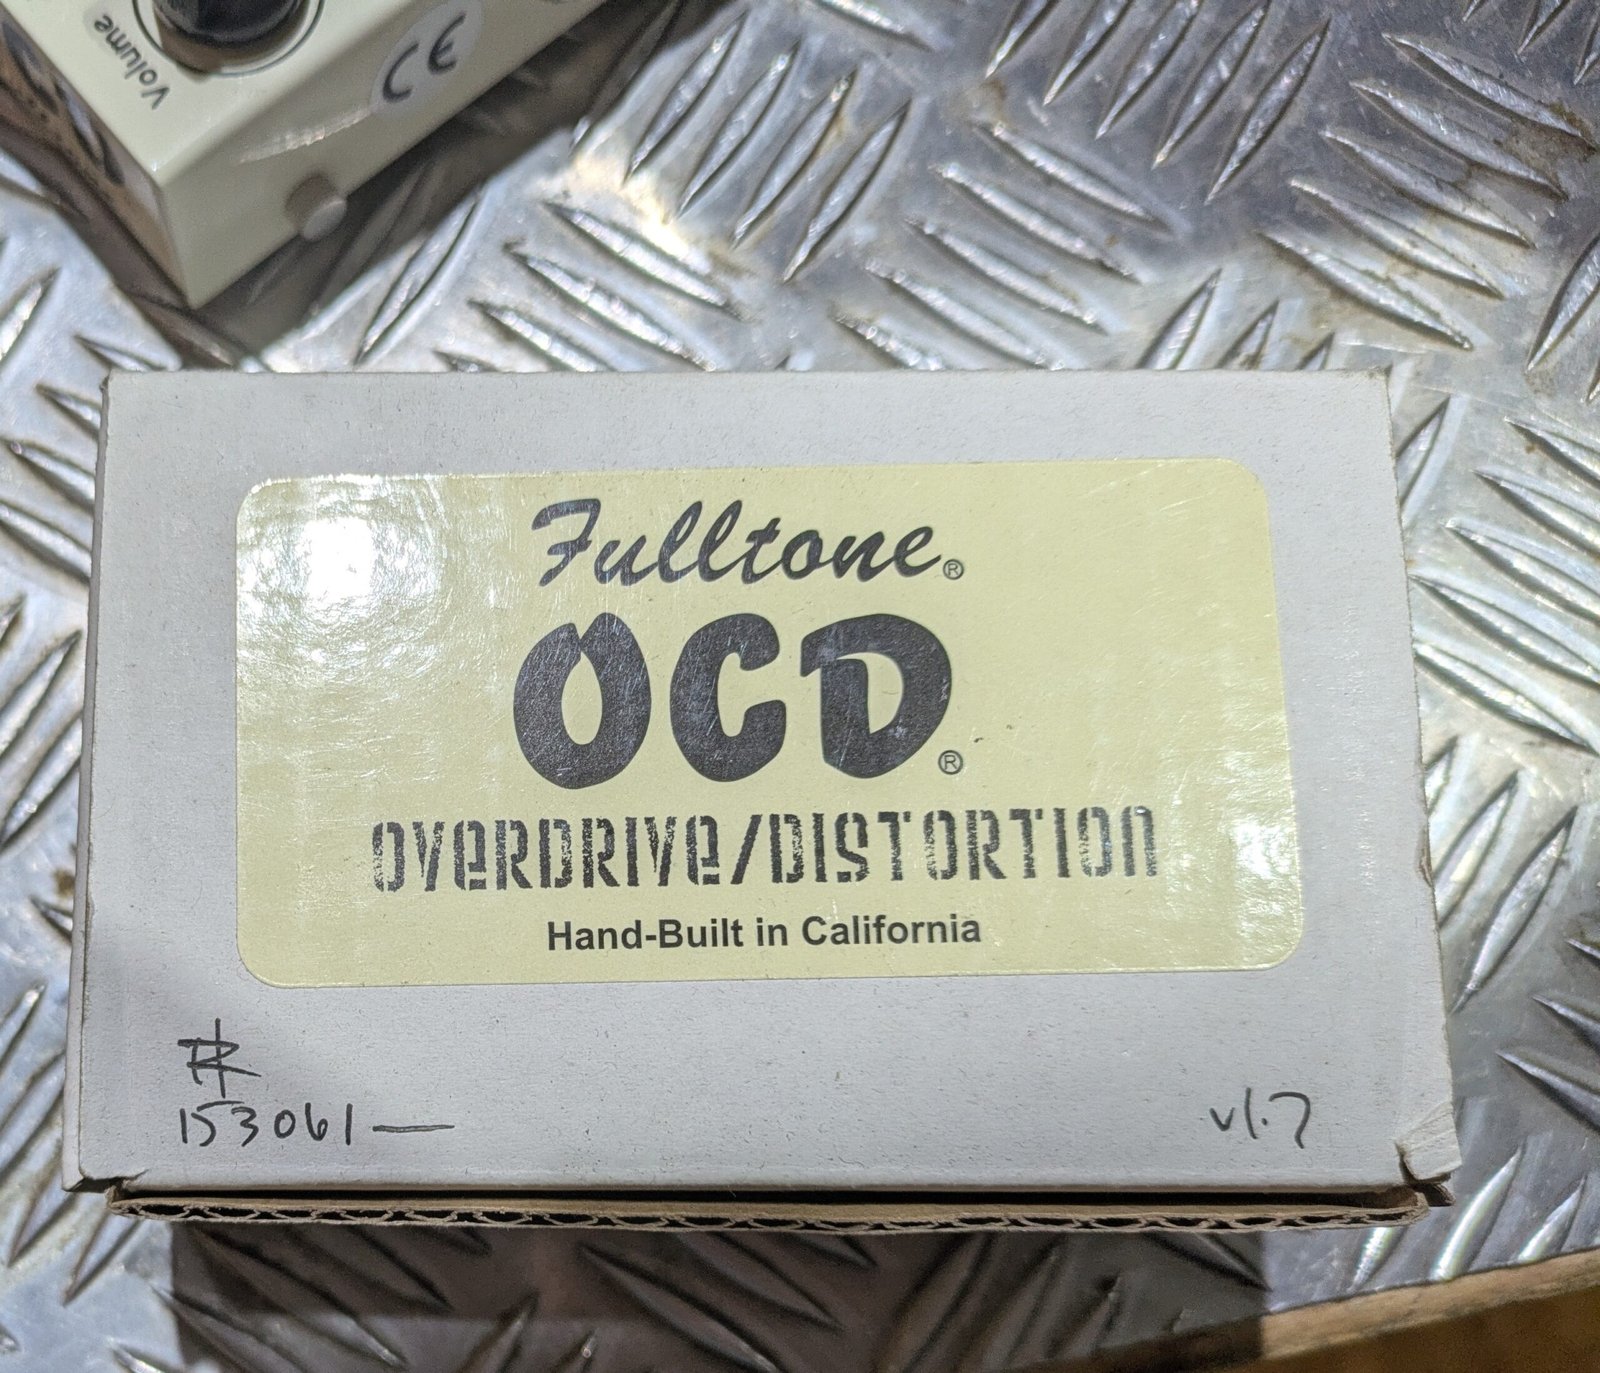 Volume
CE
Fulltone®
OCD®
OVERDRIVE/DISTORTION
Hand-Built in California
153061—
v1.7